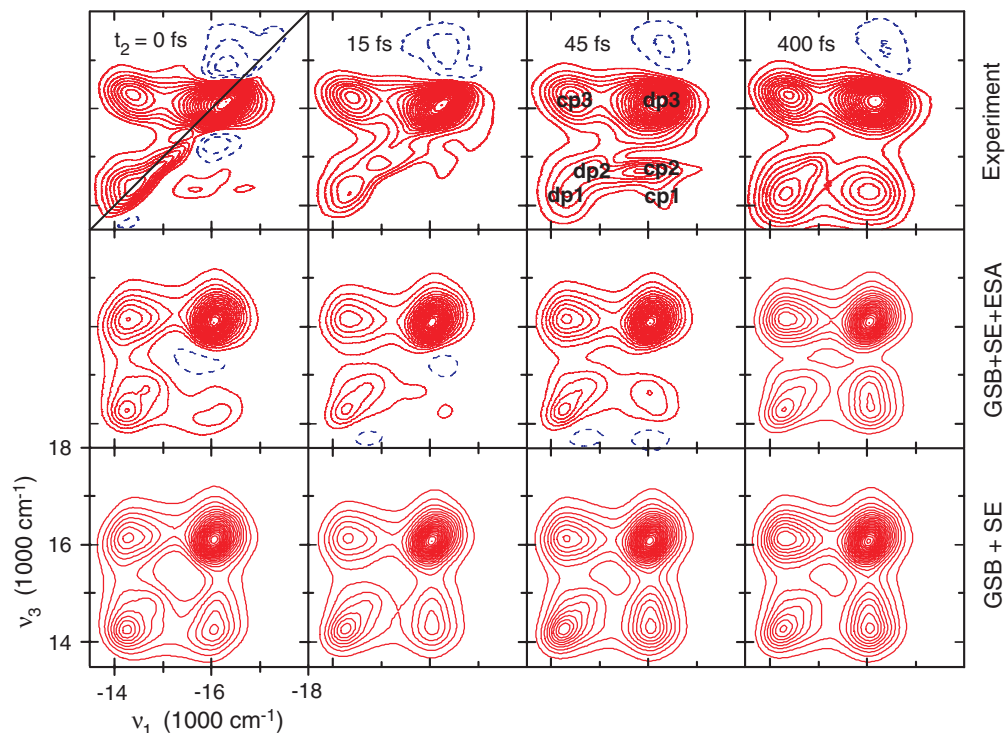 t₂ = 0 fs
15 fs
45 fs
400 fs
cp3
dp3
dp2
cp2
dp1
cp1
Experiment
GSB+SE+ESA
GSB + SE
18
16
14
ν₃ (1000 cm⁻¹)
-14
-16
-18
ν₁ (1000 cm⁻¹)